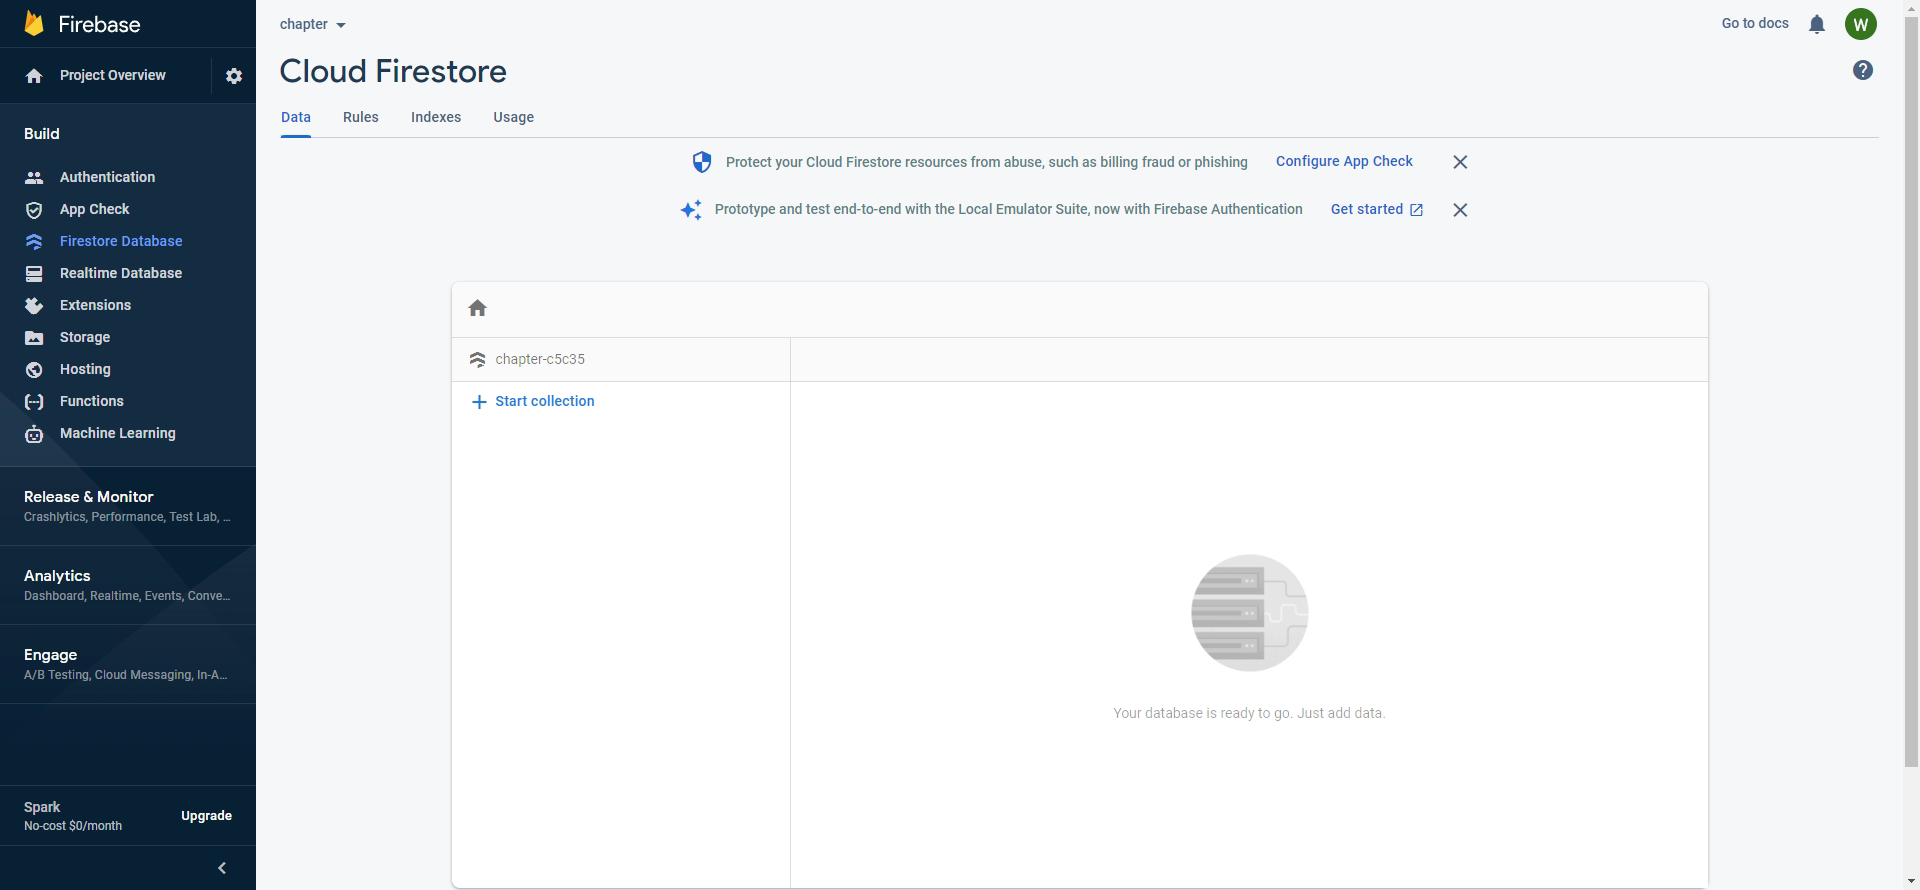 Firebase
Project Overview
Build
Authentication
App Check
Firestore Database
Realtime Database
Extensions
Storage
Hosting
Functions
Machine Learning
Release & Monitor
Crashlytics, Performance, Test Lab, ...
Analytics
Dashboard, Realtime, Events, Conve...
Engage
A/B Testing, Cloud Messaging, In-A...
Spark
No-cost $0/month
Upgrade
chapter
Go to docs
W
Cloud Firestore
Data Rules Indexes Usage
Protect your Cloud Firestore resources from abuse, such as billing fraud or phishing Configure App Check
Prototype and test end-to-end with the Local Emulator Suite, now with Firebase Authentication Get started
chapter-c5c35
Start collection
Your database is ready to go. Just add data.